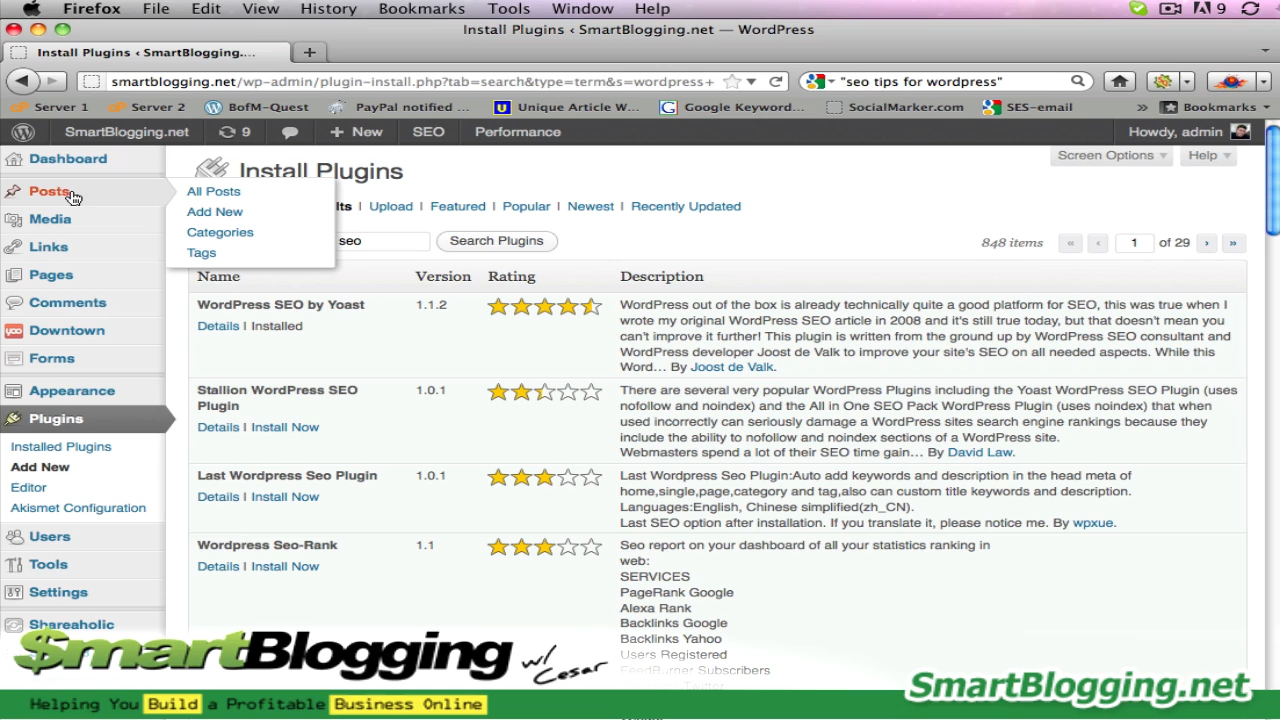 Firefox File Edit View History Bookmarks Tools Window Help 9
Install Plugins ‹ SmartBlogging.net — WordPress
Install Plugins ‹ SmartBlogging.net.... +
smartblogging.net/wp-admin/plugin-install.php?tab=search&type=term&s=wordpress+ "seo tips for wordpress"
Server 1 Server 2 BofM-Quest PayPal notified ... Unique Article W... Google Keyword... SocialMarker.com SES-email » Bookmarks
SmartBlogging.net 9 + New SEO Performance Howdy, admin
Dashboard
Posts
Media
Links
Pages
Comments
Downtown
Forms
Appearance
Plugins
Installed Plugins
Add New
Editor
Akismet Configuration
Users
Tools
Settings
Shareaholic
All Posts
Add New
Categories
Tags
Screen Options Help
Install Plugins
lts | Upload | Featured | Popular | Newest | Recently Updated
seo Search Plugins 848 items « ‹ 1 of 29 › »
Name Version Rating Description
WordPress SEO by Yoast 1.1.2
Details | Installed
WordPress out of the box is already technically quite a good platform for SEO, this was true when I
wrote my original WordPress SEO article in 2008 and it's still true today, but that doesn't mean you
can't improve it further! This plugin is written from the ground up by WordPress SEO consultant and
WordPress developer Joost de Valk to improve your site's SEO on all needed aspects. While this
Word... By Joost de Valk.
Stallion WordPress SEO 1.0.1
Plugin
Details | Install Now
There are several very popular WordPress Plugins including the Yoast WordPress SEO Plugin (uses
nofollow and noindex) and the All in One SEO Pack WordPress Plugin (uses noindex) that when
used incorrectly can seriously damage a WordPress sites search engine rankings because they
include the ability to nofollow and noindex sections of a WordPress site.
Webmasters spend a lot of their SEO time gain… By David Law.
Last Wordpress Seo Plugin 1.0.1
Details | Install Now
Last Wordpress Seo Plugin:Auto add keywords and description in the head meta of
home,single,page,category and tag,also can custom title keywords and description.
Languages:English, Chinese simplified(zh_CN).
Last SEO option after installation. If you translate it, please notice me. By wpxue.
Wordpress Seo-Rank 1.1
Details | Install Now
Seo report on your dashboard of all your statistics ranking in
web:
SERVICES
PageRank Google
Alexa Rank
Backlinks Google
Backlinks Yahoo
Users Registered
FeedBurner Subscribers
$martBlogging w/ Cesar
SmartBlogging.net
Helping You Build a Profitable Business Online